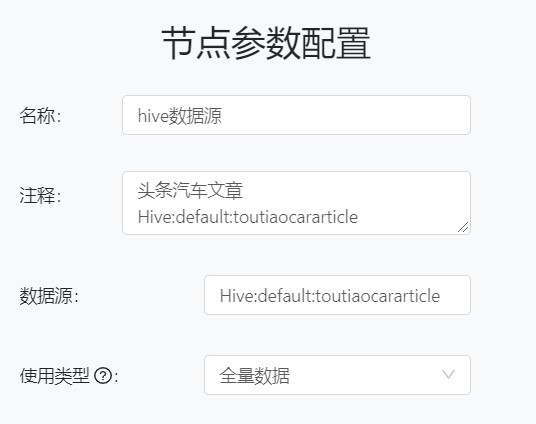 节点参数配置
名称: hive数据源
注释: 头条汽车文章
Hive:default:toutiaocararticle
数据源: Hive:default:toutiaocararticle
使用类型?: 全量数据